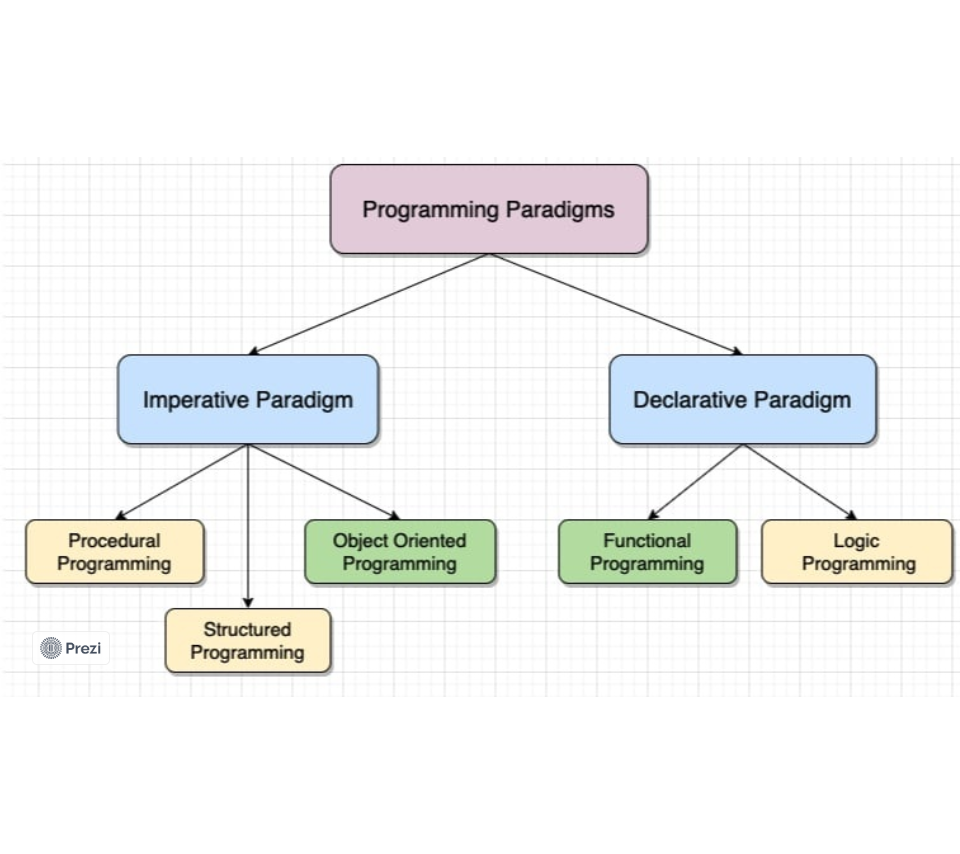 Programming Paradigms
Imperative Paradigm
Declarative Paradigm
Procedural
Programming
Object Oriented
Programming
Functional
Programming
Logic
Programming
Structured
Programming
Prezi